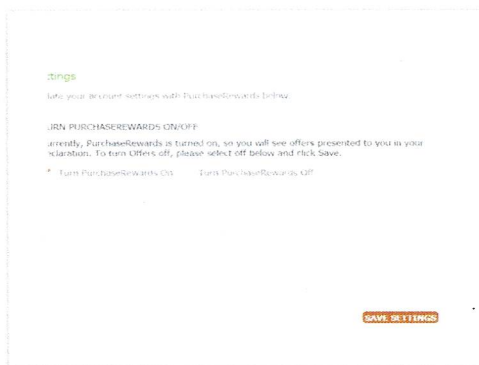 :tings
late your account settings with PurchaseRewards below.
JRN PURCHASEREWARDS ON/OFF
urrently, PurchaseRewards is turned on, so you will see offers presented to you in your
eclaration. To turn Offers off, please select off below and click Save.
Turn PurchaseRewards On Turn PurchaseRewards Off
SAVE SETTINGS